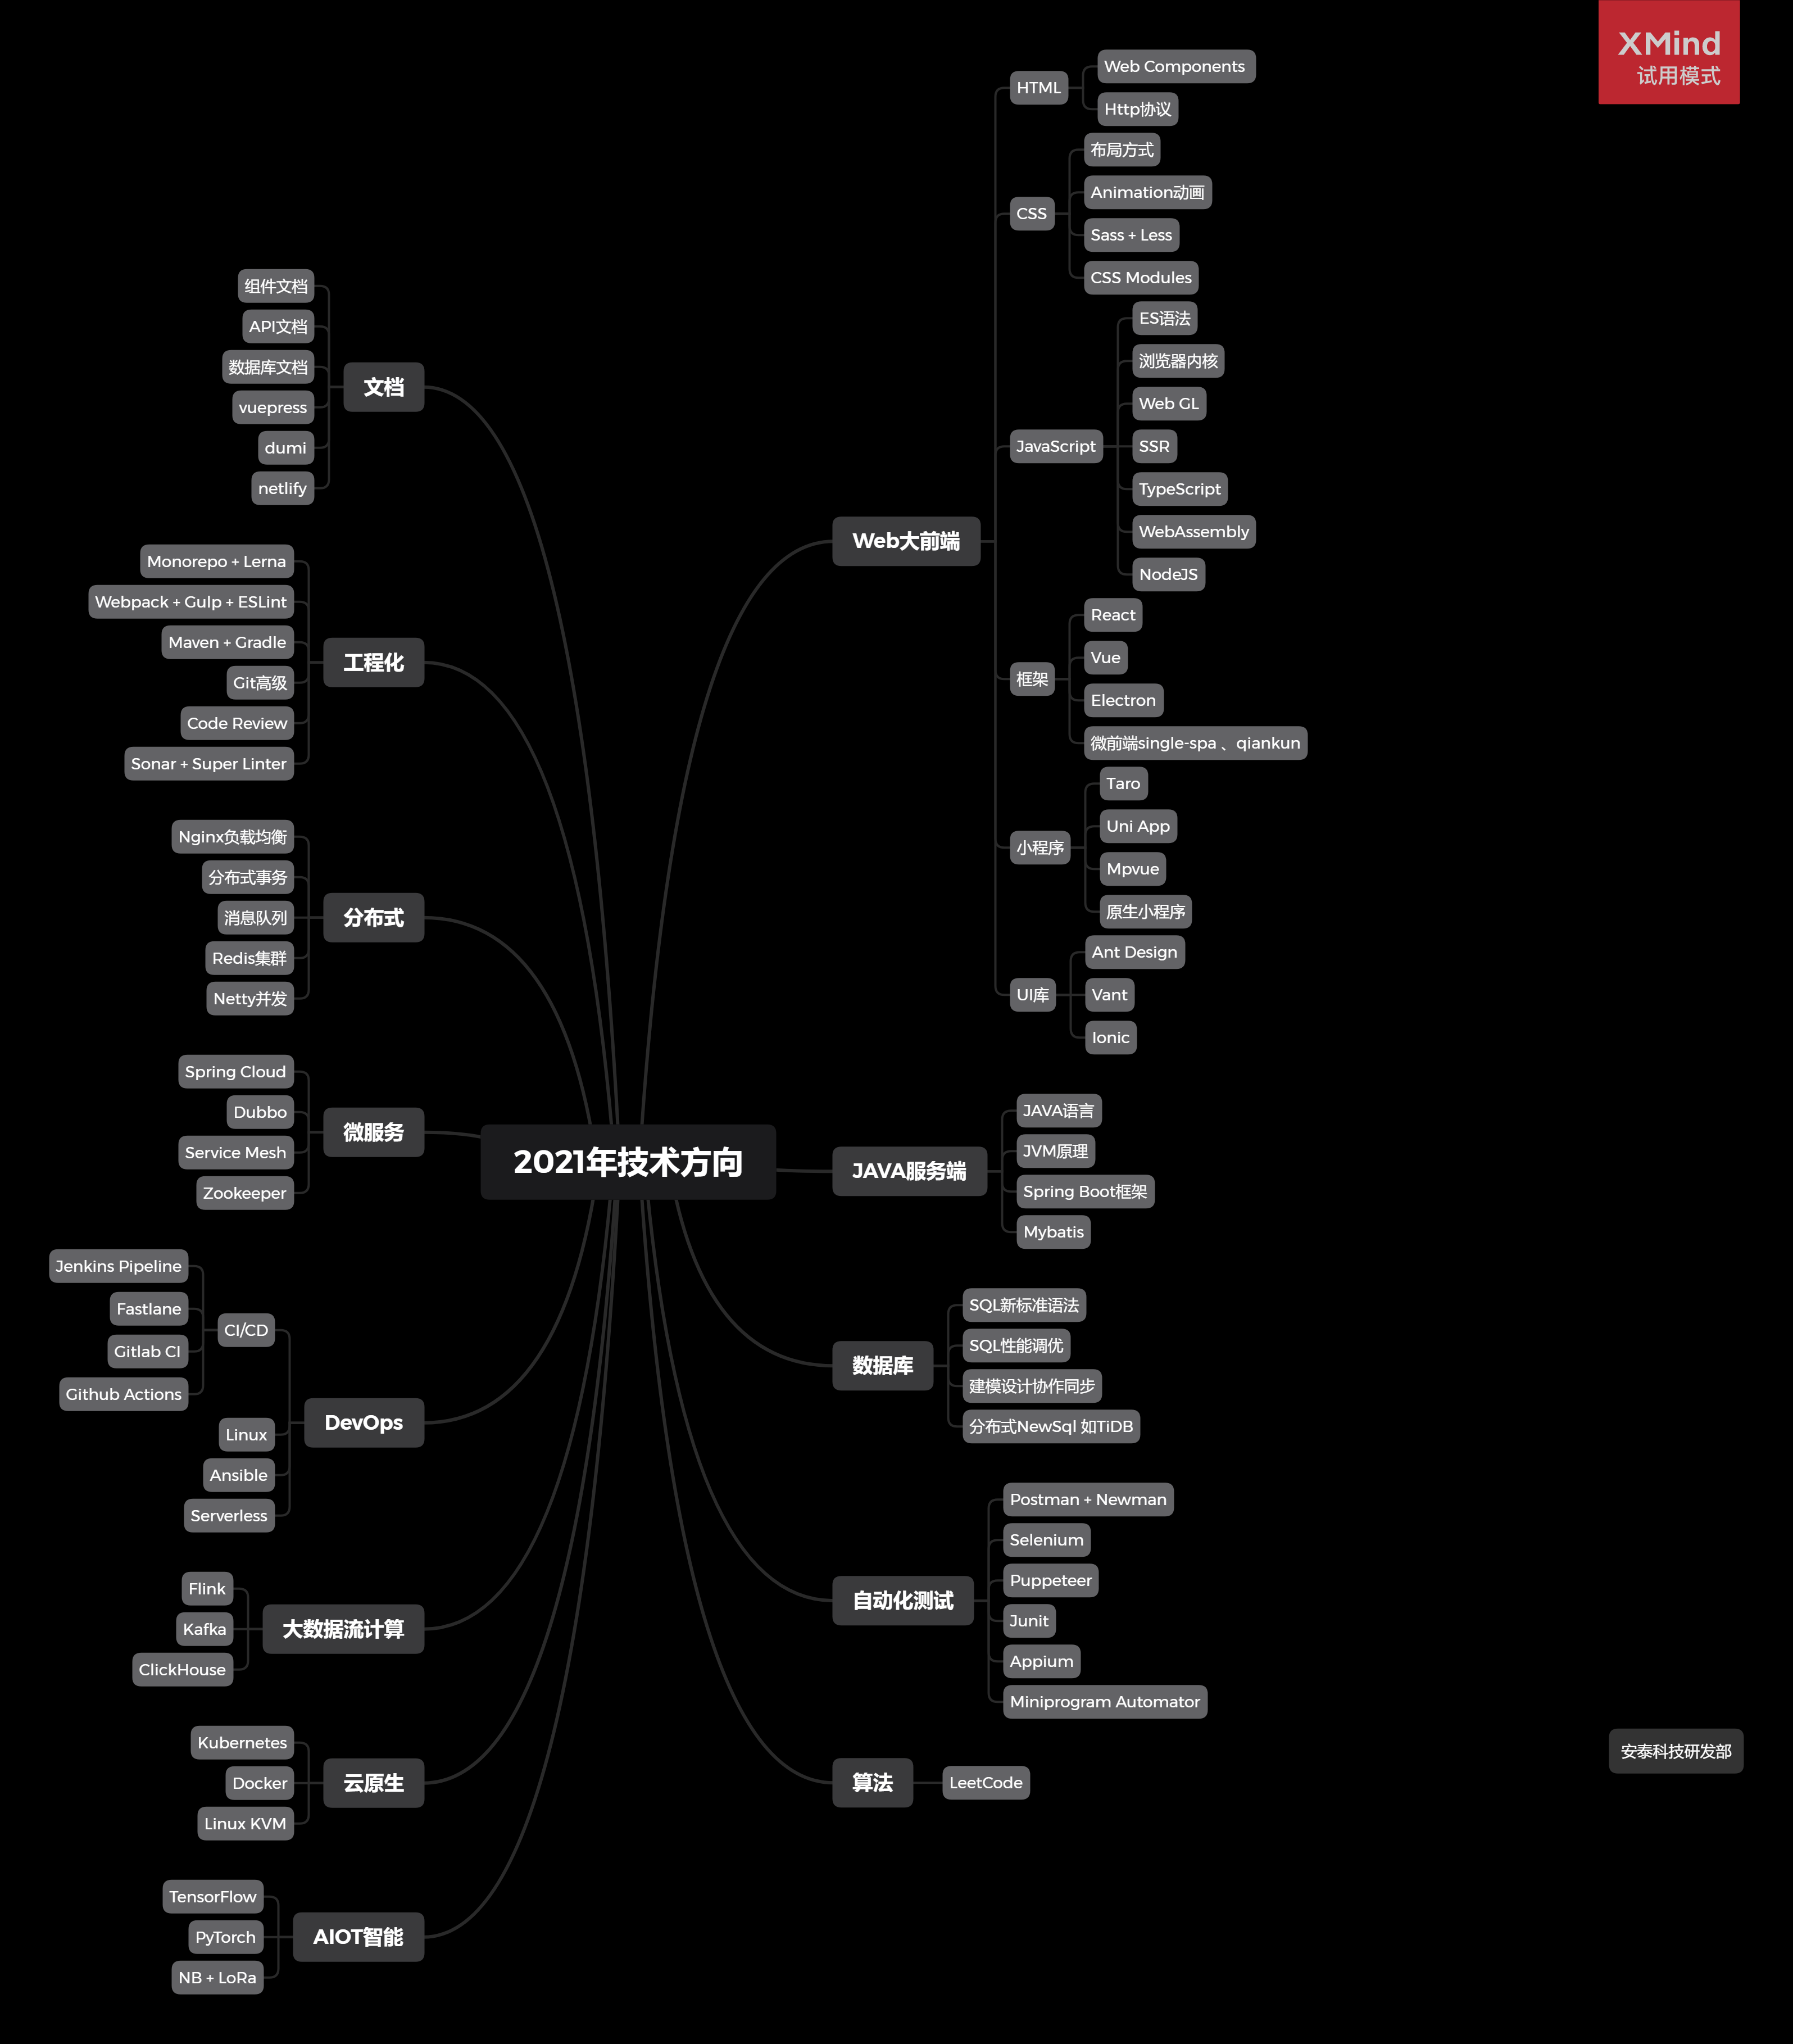 XMind
试用模式
2021年技术方向
Web大前端
HTML
Web Components
Http协议
CSS
布局方式
Animation动画
Sass + Less
CSS Modules
JavaScript
ES语法
浏览器内核
Web GL
SSR
TypeScript
WebAssembly
NodeJS
框架
React
Vue
Electron
微前端single-spa 、qiankun
小程序
Taro
Uni App
Mpvue
原生小程序
UI库
Ant Design
Vant
Ionic
JAVA服务端
JAVA语言
JVM原理
Spring Boot框架
Mybatis
数据库
SQL新标准语法
SQL性能调优
建模设计协作同步
分布式NewSql 如TiDB
自动化测试
Postman + Newman
Selenium
Puppeteer
Junit
Appium
Miniprogram Automator
算法
LeetCode
文档
组件文档
API文档
数据库文档
vuepress
dumi
netlify
工程化
Monorepo + Lerna
Webpack + Gulp + ESLint
Maven + Gradle
Git高级
Code Review
Sonar + Super Linter
分布式
Nginx负载均衡
分布式事务
消息队列
Redis集群
Netty并发
微服务
Spring Cloud
Dubbo
Service Mesh
Zookeeper
DevOps
CI/CD
Jenkins Pipeline
Fastlane
Gitlab CI
Github Actions
Linux
Ansible
Serverless
大数据流计算
Flink
Kafka
ClickHouse
云原生
Kubernetes
Docker
Linux KVM
AIOT智能
TensorFlow
PyTorch
NB + LoRa
安泰科技研发部